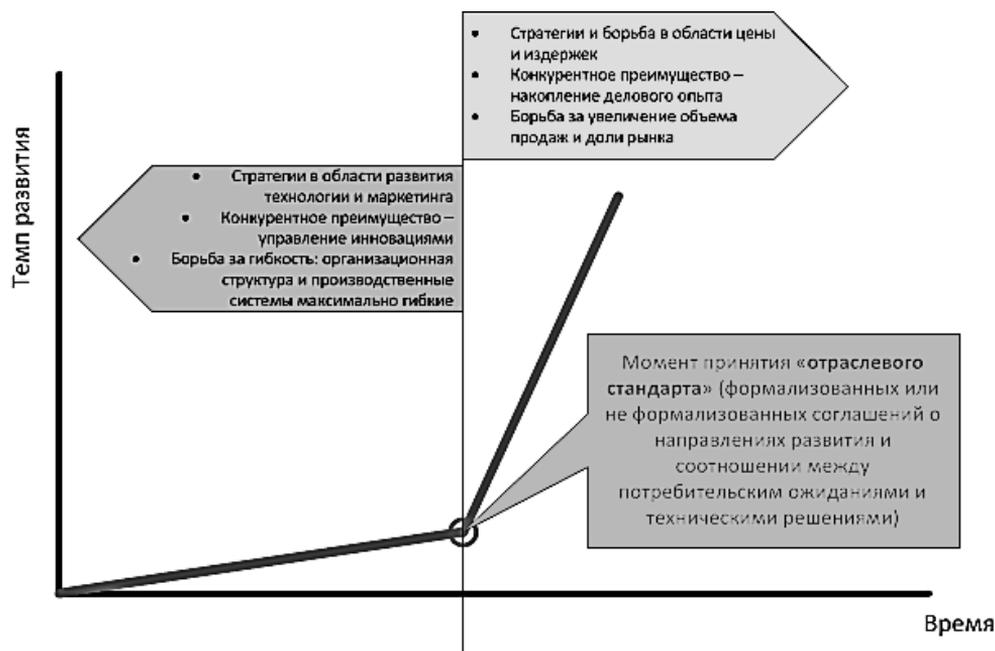 • Стратегии и борьба в области цены
и издержек
• Конкурентное преимущество –
накопление делового опыта
• Борьба за увеличение объема
продаж и доли рынка
Темп развития
• Стратегии в области развития
технологии и маркетинга
• Конкурентное преимущество –
управление инновациями
• Борьба за гибкость: организационная
структура и производственные
системы максимально гибкие
Момент принятия «отраслевого
стандарта» (формализованных или
не формализованных соглашений о
направлениях развития и
соотношении между
потребительским ожиданиями и
техническими решениями)
Время